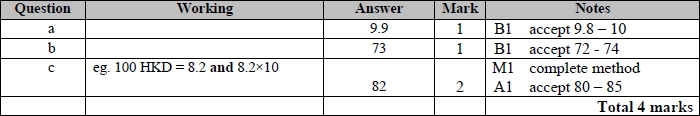 Question Working Answer Mark Notes
a 9.9 1 B1 accept 9.8 – 10
b 73 1 B1 accept 72 - 74
c eg. 100 HKD = 8.2 and 8.2×10 M1 complete method
82 2 A1 accept 80 – 85
Total 4 marks